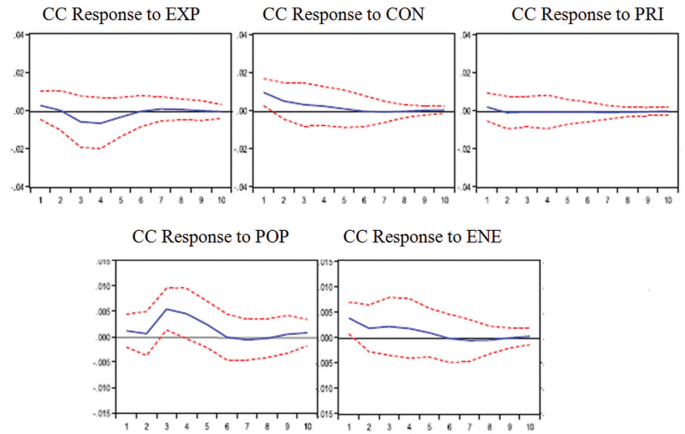 CC Response to EXP CC Response to CON CC Response to PRI
.04 .04 .04
.02 .02 .02
.00 .00 .00
-.02 -.02 -.02
-.04 -.04 -.04
1 2 3 4 5 6 7 8 9 10 1 2 3 4 5 6 7 8 9 10 1 2 3 4 5 6 7 8 9 10
CC Response to POP CC Response to ENE
.015 .015
.010 .010
.005 .005
.000 .000
-.005 -.005
-.010 -.010
-.015 -.015
1 2 3 4 5 6 7 8 9 10 1 2 3 4 5 6 7 8 9 10